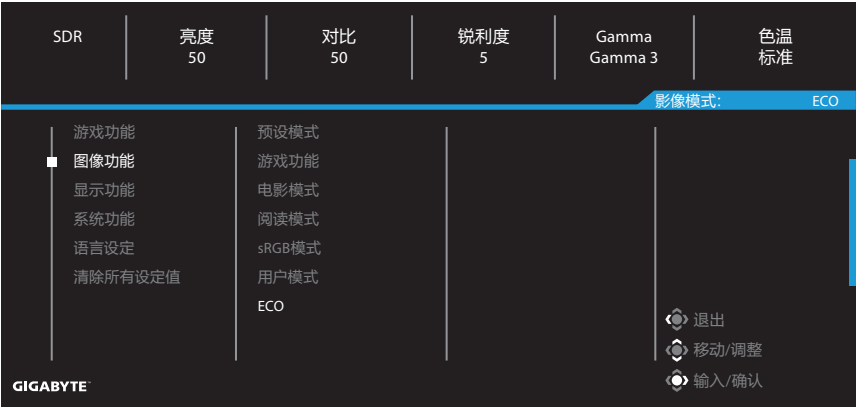 SDR
亮度
50
对比
50
锐利度
5
Gamma
Gamma 3
色温
标准
影像模式: ECO
游戏功能
图像功能
显示功能
系统功能
语言设定
清除所有设定值
预设模式
游戏功能
电影模式
阅读模式
sRGB模式
用户模式
ECO
退出
移动/调整
输入/确认
GIGABYTE™